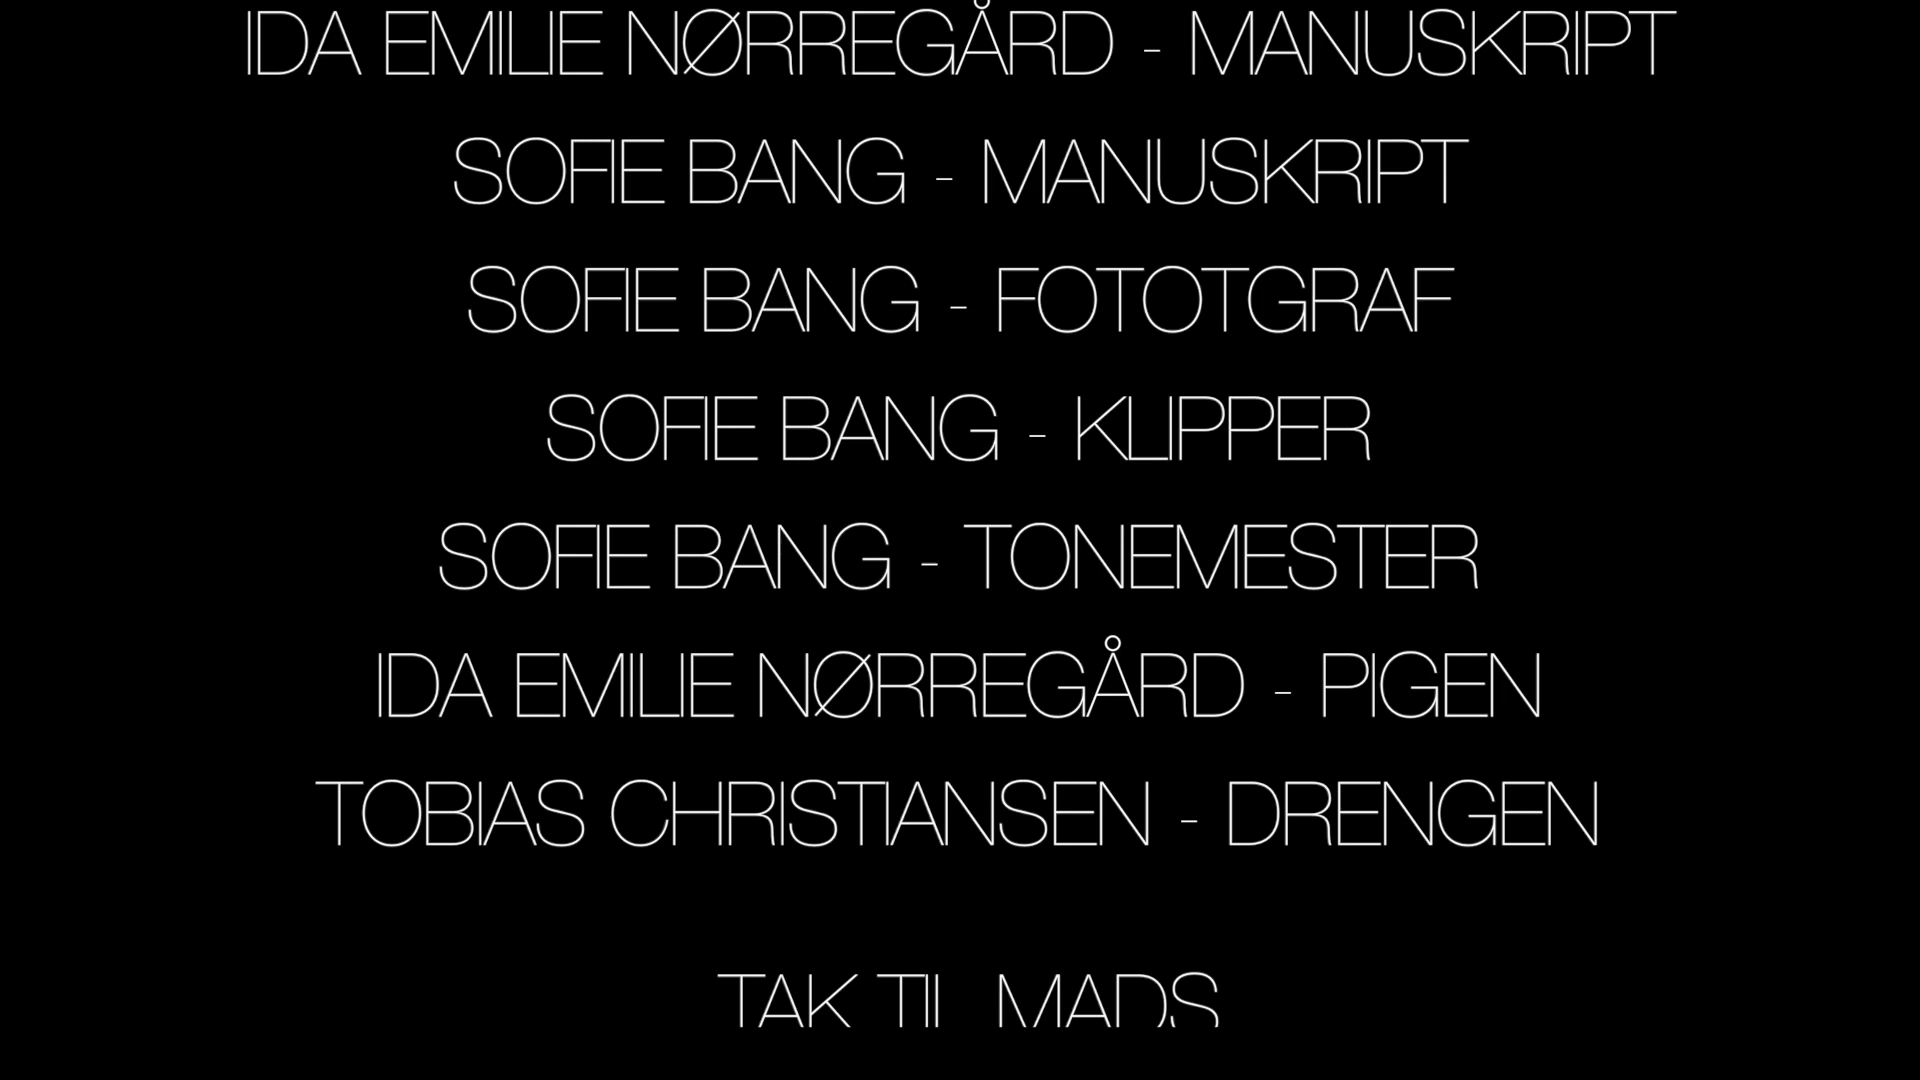 IDA EMILIE NØRREGÅRD - MANUSKRIPT
SOFIE BANG - MANUSKRIPT
SOFIE BANG - FOTOTGRAF
SOFIE BANG - KLIPPER
SOFIE BANG - TONEMESTER
IDA EMILIE NØRREGÅRD - PIGEN
TOBIAS CHRISTIANSEN - DRENGEN
TAK TIL MADS